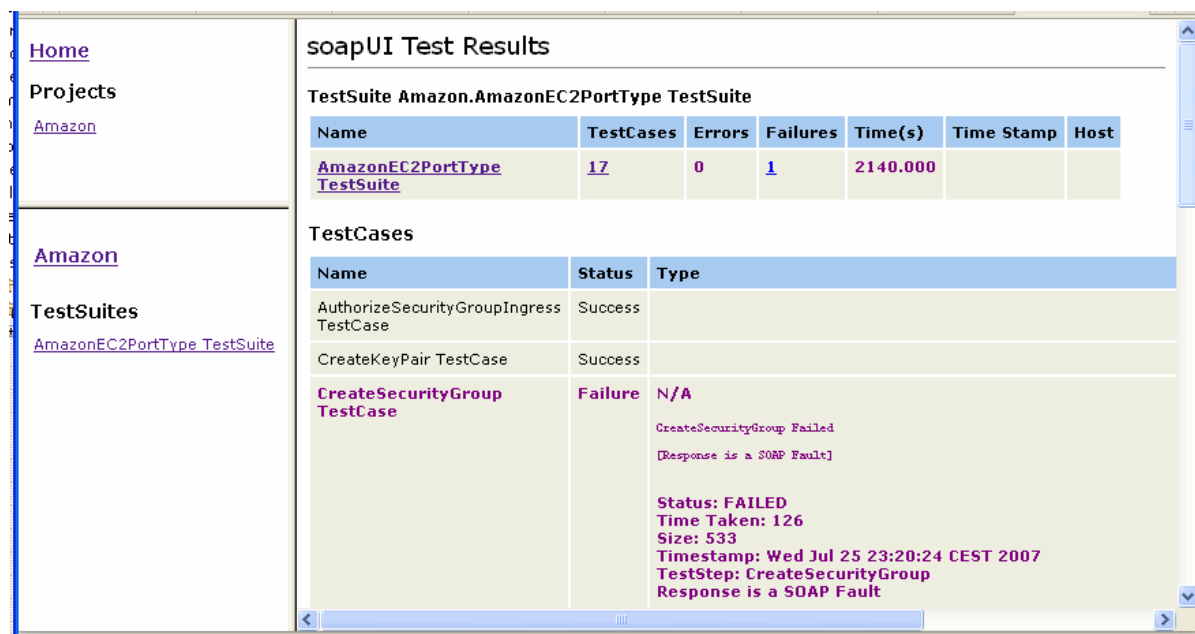 Home
Projects
Amazon
Amazon
TestSuites
AmazonEC2PortType TestSuite
soapUI Test Results
TestSuite Amazon.AmazonEC2PortType TestSuite
Name TestCases Errors Failures Time(s) Time Stamp Host
AmazonEC2PortType TestSuite 17 0 1 2140.000
TestCases
Name Status Type
AuthorizeSecurityGroupIngress TestCase Success
CreateKeyPair TestCase Success
CreateSecurityGroup TestCase Failure N/A
CreateSecurityGroup Failed
[Response is a SOAP Fault]
Status: FAILED
Time Taken: 126
Size: 533
Timestamp: Wed Jul 25 23:20:24 CEST 2007
TestStep: CreateSecurityGroup
Response is a SOAP Fault